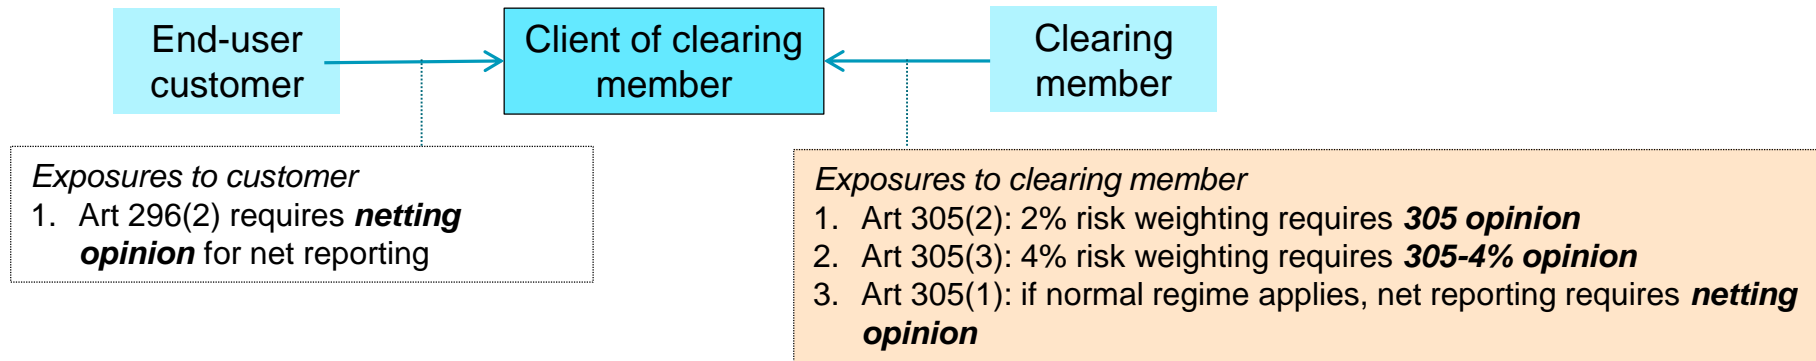 End-user
customer
Client of clearing
member
Clearing
member
Exposures to customer
1. Art 296(2) requires netting
opinion for net reporting
Exposures to clearing member
1. Art 305(2): 2% risk weighting requires 305 opinion
2. Art 305(3): 4% risk weighting requires 305-4% opinion
3. Art 305(1): if normal regime applies, net reporting requires netting
opinion